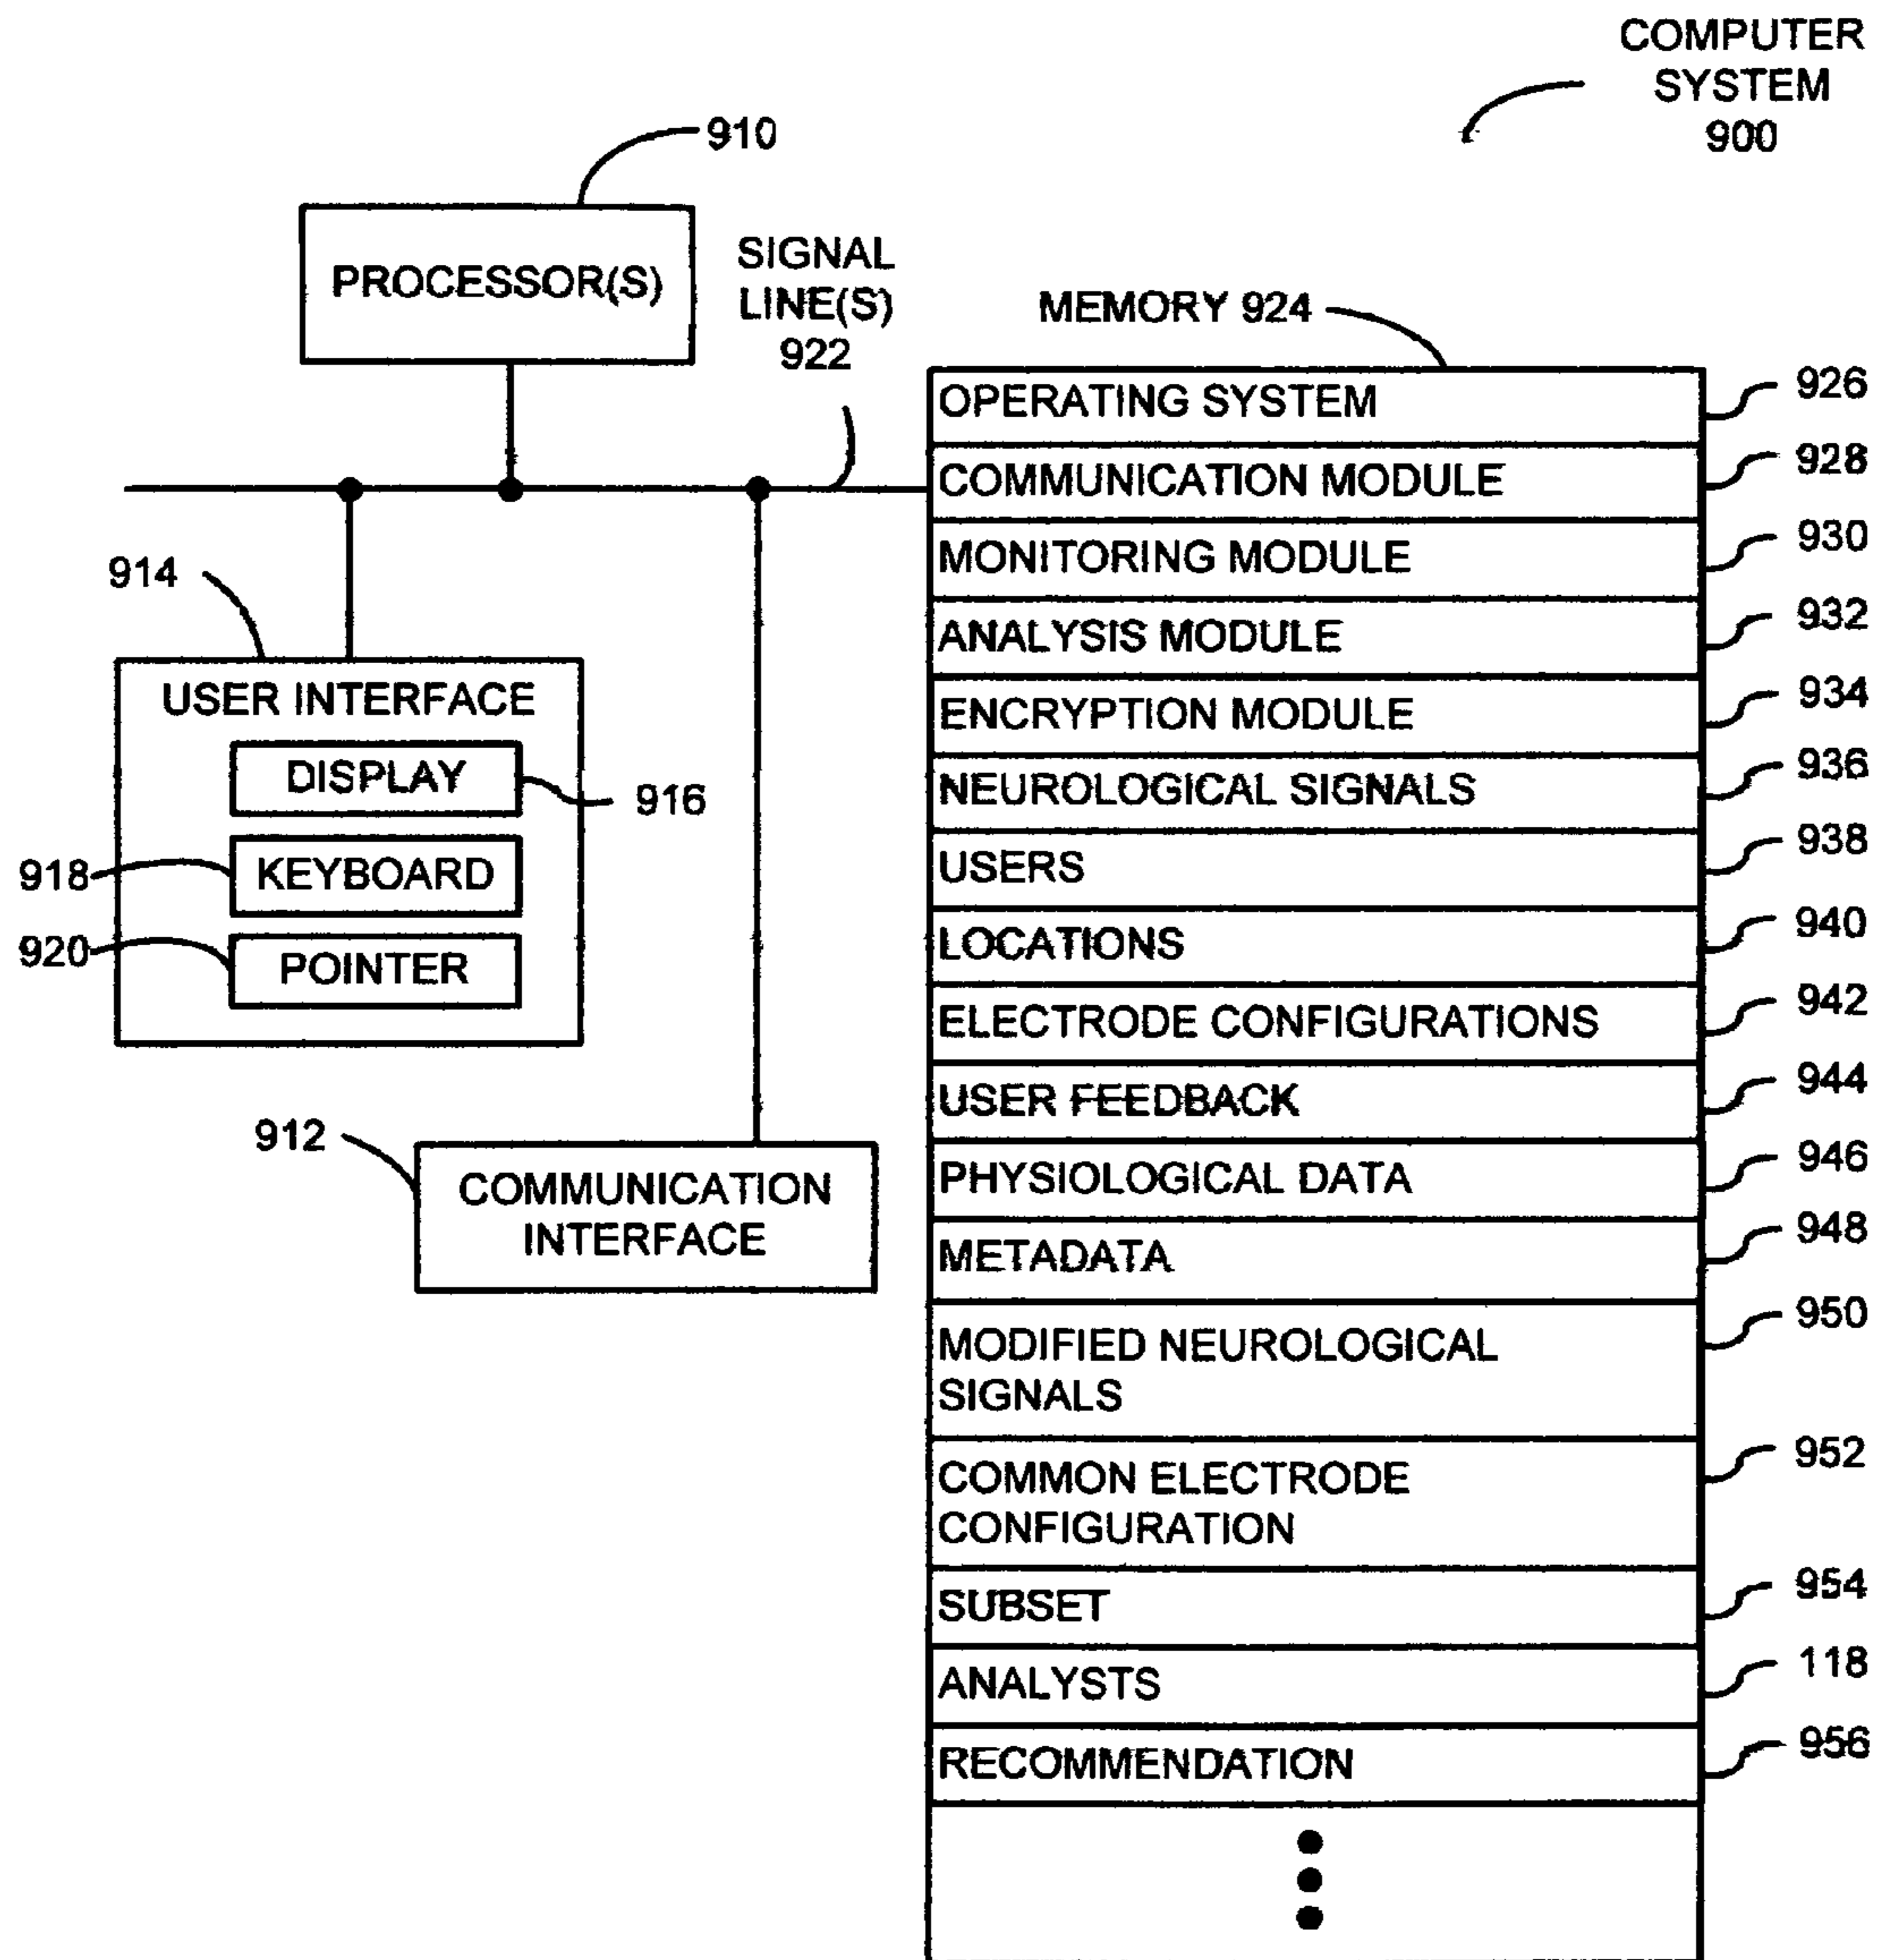 COMPUTER
SYSTEM
900
910
PROCESSOR(S)
SIGNAL
LINE(S)
922
MEMORY 924
OPERATING SYSTEM
926
COMMUNICATION MODULE
928
MONITORING MODULE
930
ANALYSIS MODULE
932
ENCRYPTION MODULE
934
NEUROLOGICAL SIGNALS
936
USERS
938
LOCATIONS
940
ELECTRODE CONFIGURATIONS
942
USER FEEDBACK
944
PHYSIOLOGICAL DATA
946
METADATA
948
MODIFIED NEUROLOGICAL
SIGNALS
950
COMMON ELECTRODE
CONFIGURATION
952
SUBSET
954
ANALYSTS
118
RECOMMENDATION
956
914
USER INTERFACE
DISPLAY
916
918
KEYBOARD
920
POINTER
912
COMMUNICATION
INTERFACE